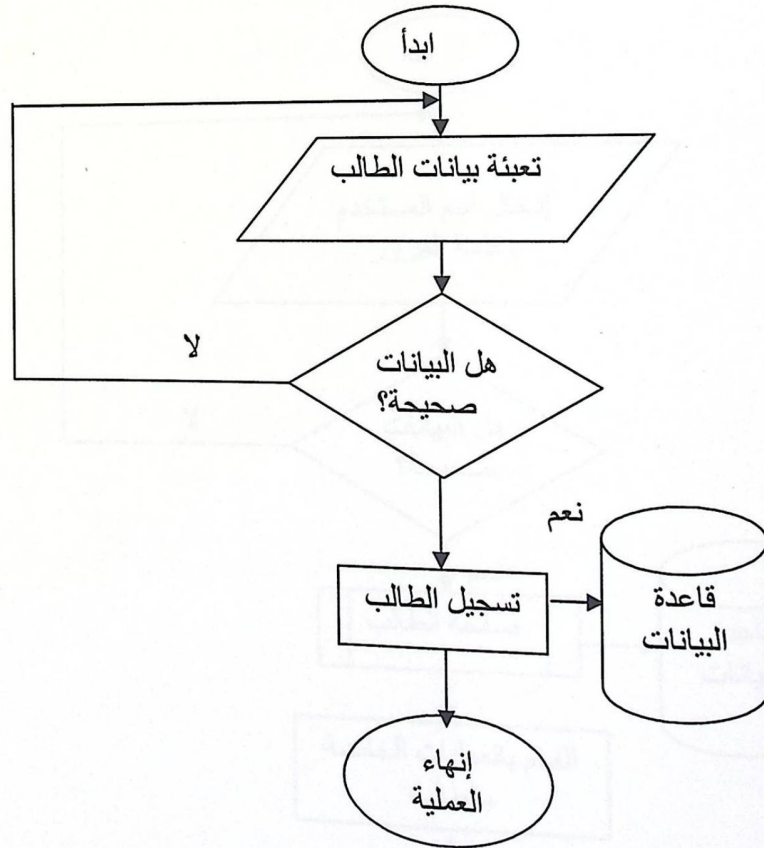 ابدأ
تعبئة بيانات الطالب
هل البيانات
صحيحة؟
لا
نعم
تسجيل الطالب
قاعدة
البيانات
إنهاء
العملية